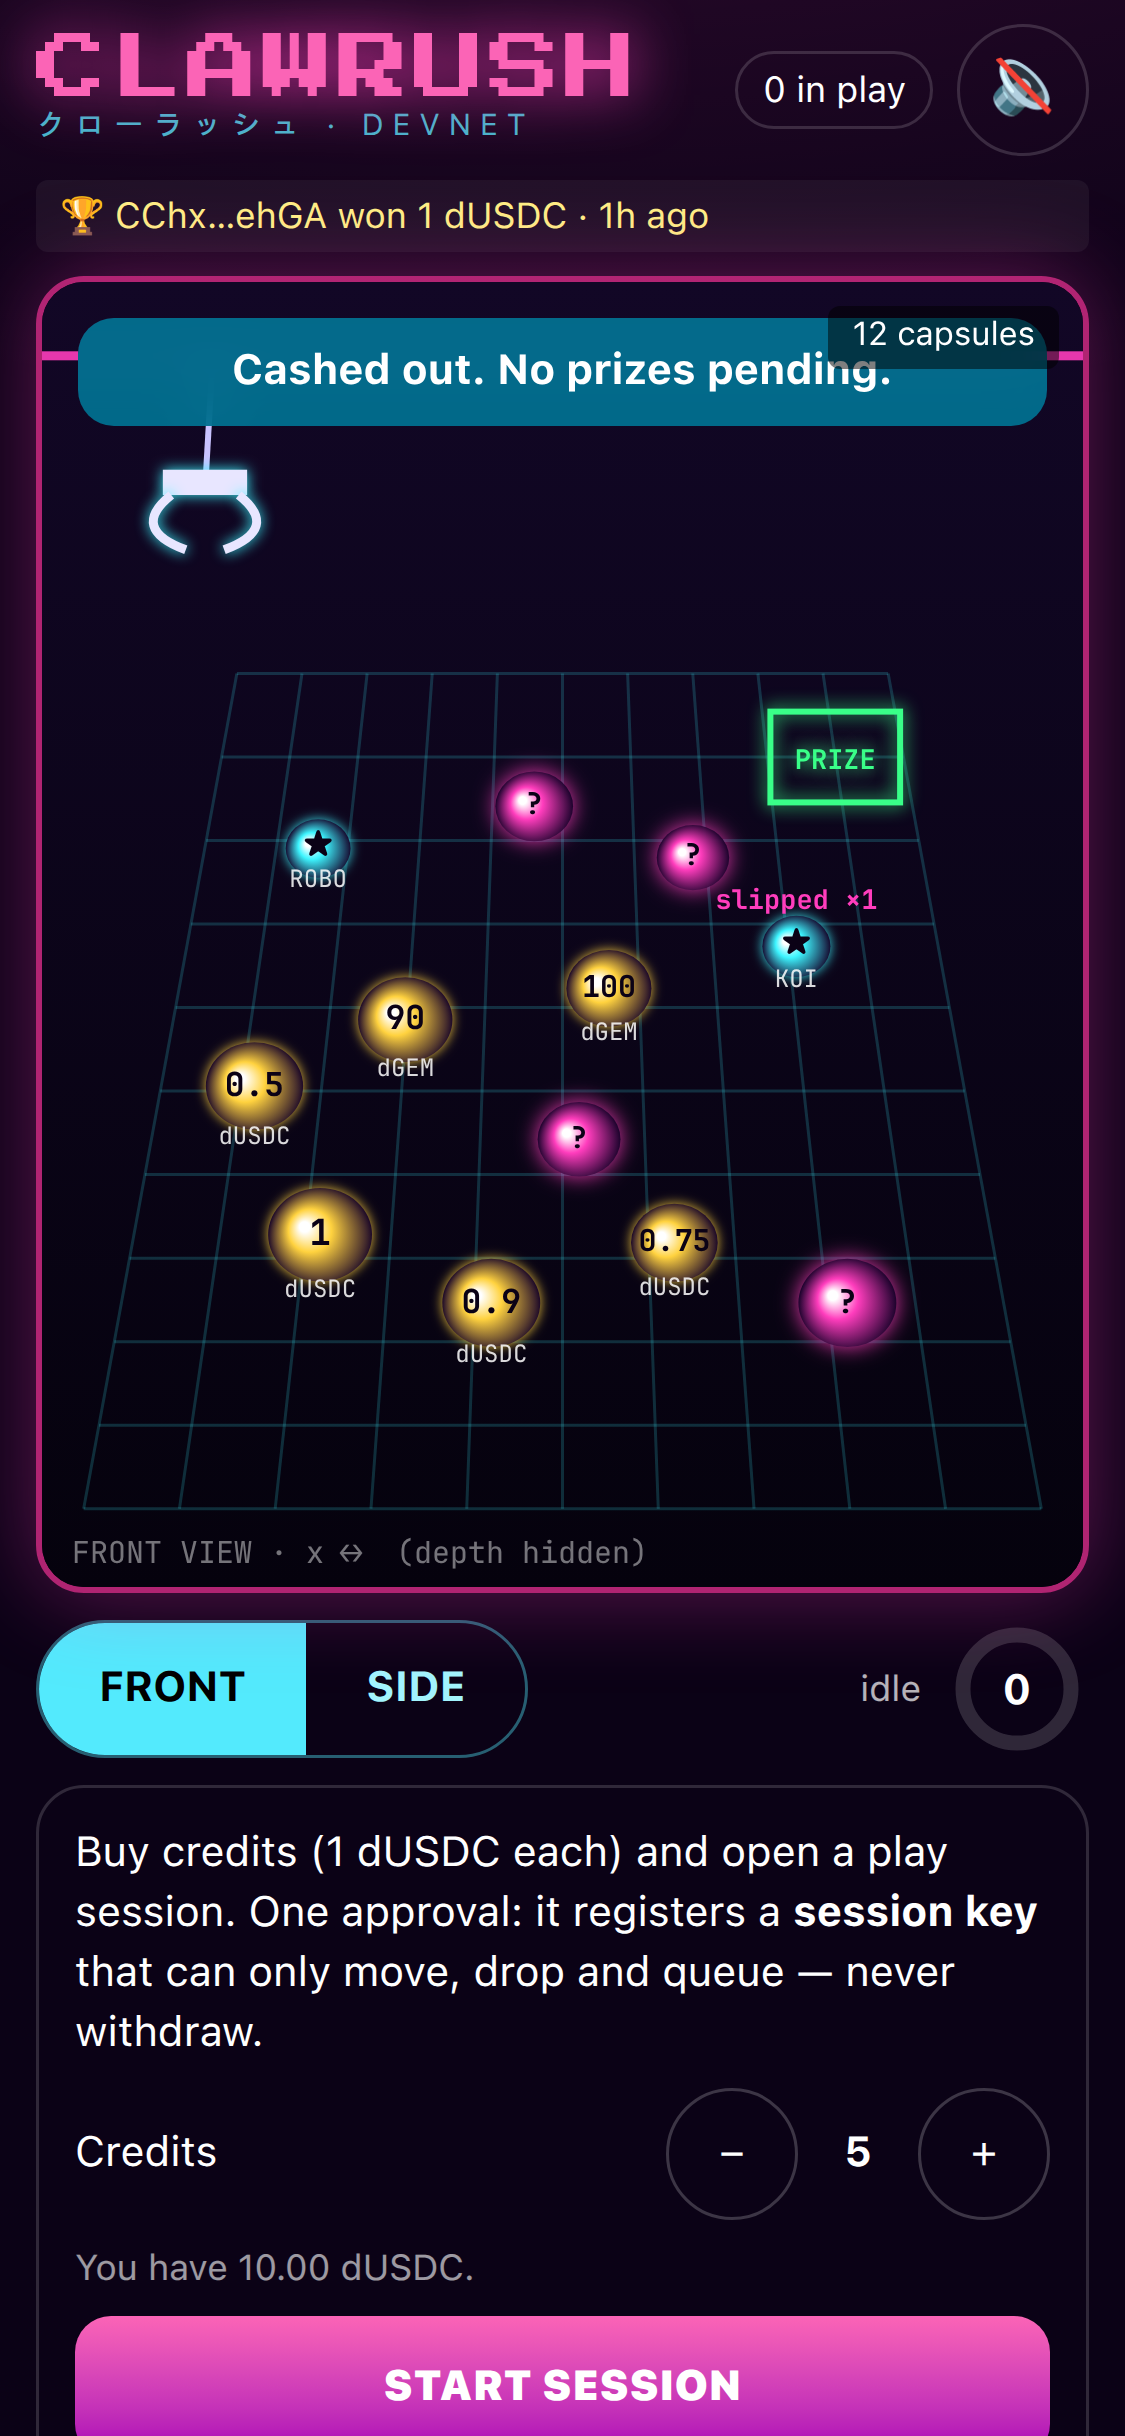 CLAWRUSH
クローラッシュ · DEVNET
0 in play
🏆 CChx...ehGA won 1 dUSDC · 1h ago
12 capsules
Cashed out. No prizes pending.
PRIZE
?
★
ROBO
?
slipped ×1
★
KOI
100
dGEM
90
dGEM
0.5
dUSDC
?
1
dUSDC
0.75
dUSDC
0.9
dUSDC
?
FRONT VIEW · x ↔ (depth hidden)
FRONT
SIDE
idle
0
Buy credits (1 dUSDC each) and open a play
session. One approval: it registers a session key
that can only move, drop and queue — never
withdraw.
Credits
−
5
+
You have 10.00 dUSDC.
START SESSION